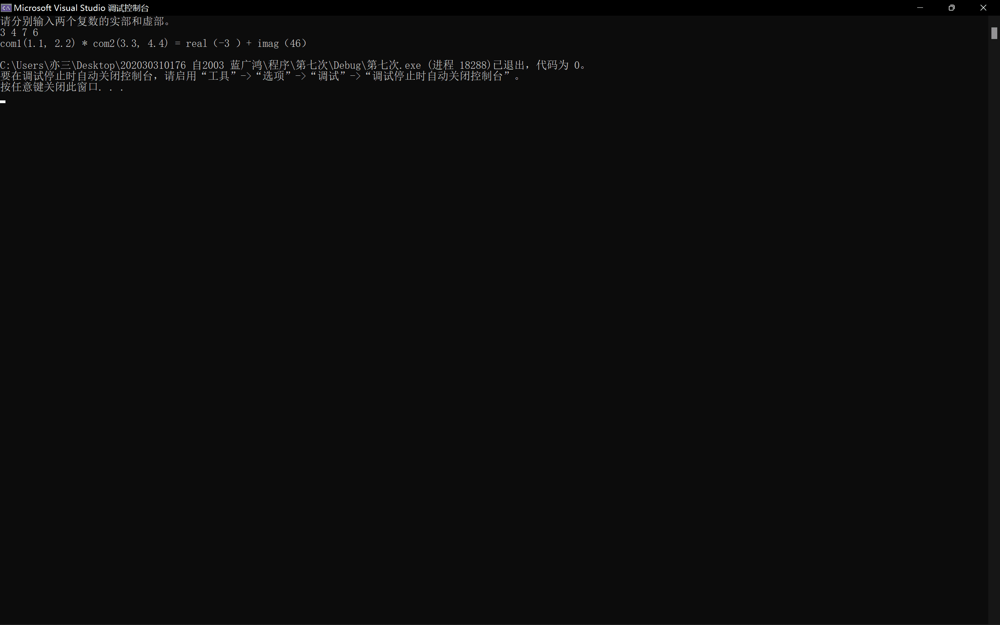 Microsoft Visual Studio 调试控制台
请分别输入两个复数的实部和虚部。
3 4 7 6
com1(1.1, 2.2) * com2(3.3, 4.4) = real（-3 ）+ imag（46）
C:\Users\亦三\Desktop\202030310176 自2003 蓝广鸿\程序\第七次\Debug\第七次.exe (进程 18288)已退出，代码为 0。
要在调试停止时自动关闭控制台，请启用“工具”->“选项”->“调试”->“调试停止时自动关闭控制台”。
按任意键关闭此窗口. . .